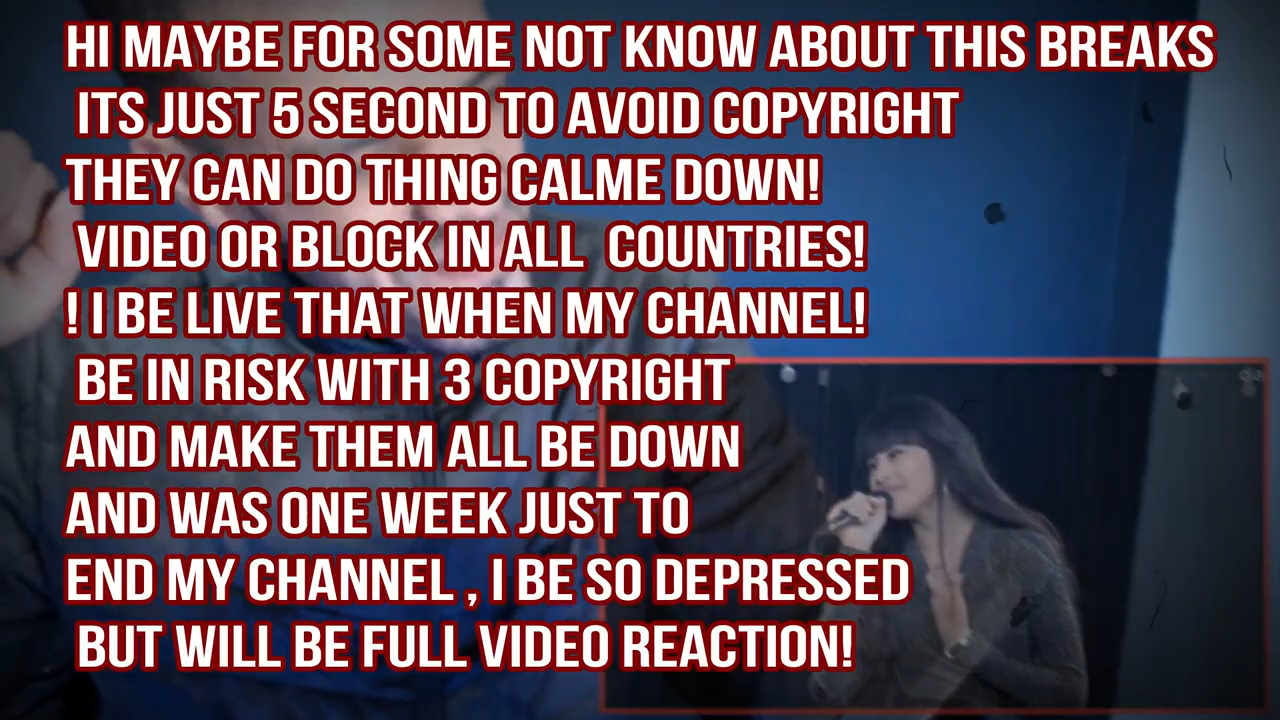 HI MAYBE FOR SOME NOT KNOW ABOUT THIS BREAKS
ITS JUST 5 SECOND TO AVOID COPYRIGHT
THEY CAN DO THING CALME DOWN!
VIDEO OR BLOCK IN ALL COUNTRIES!
! I BE LIVE THAT WHEN MY CHANNEL!
BE IN RISK WITH 3 COPYRIGHT
AND MAKE THEM ALL BE DOWN
AND WAS ONE WEEK JUST TO
END MY CHANNEL , I BE SO DEPRESSED
BUT WILL BE FULL VIDEO REACTION!